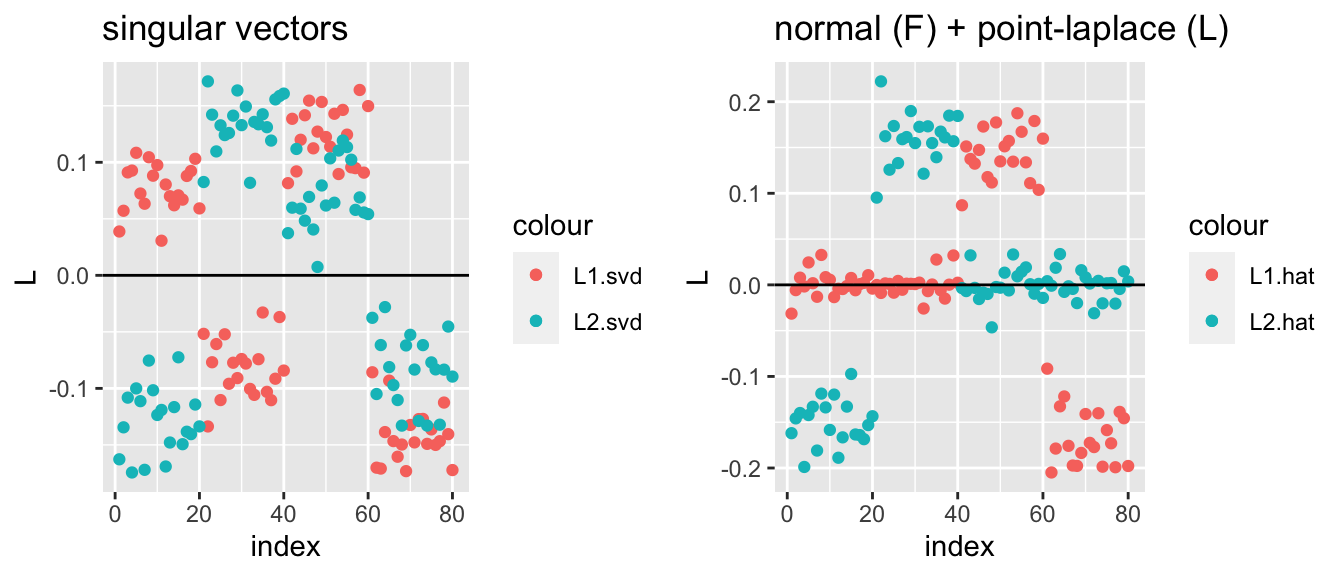 singular vectors
0.1
0.0
-0.1
L
0
20
40
60
80
index
colour
L1.svd
L2.svd
normal (F) + point-laplace (L)
0.2
0.1
0.0
-0.1
-0.2
L
0
20
40
60
80
index
colour
L1.hat
L2.hat